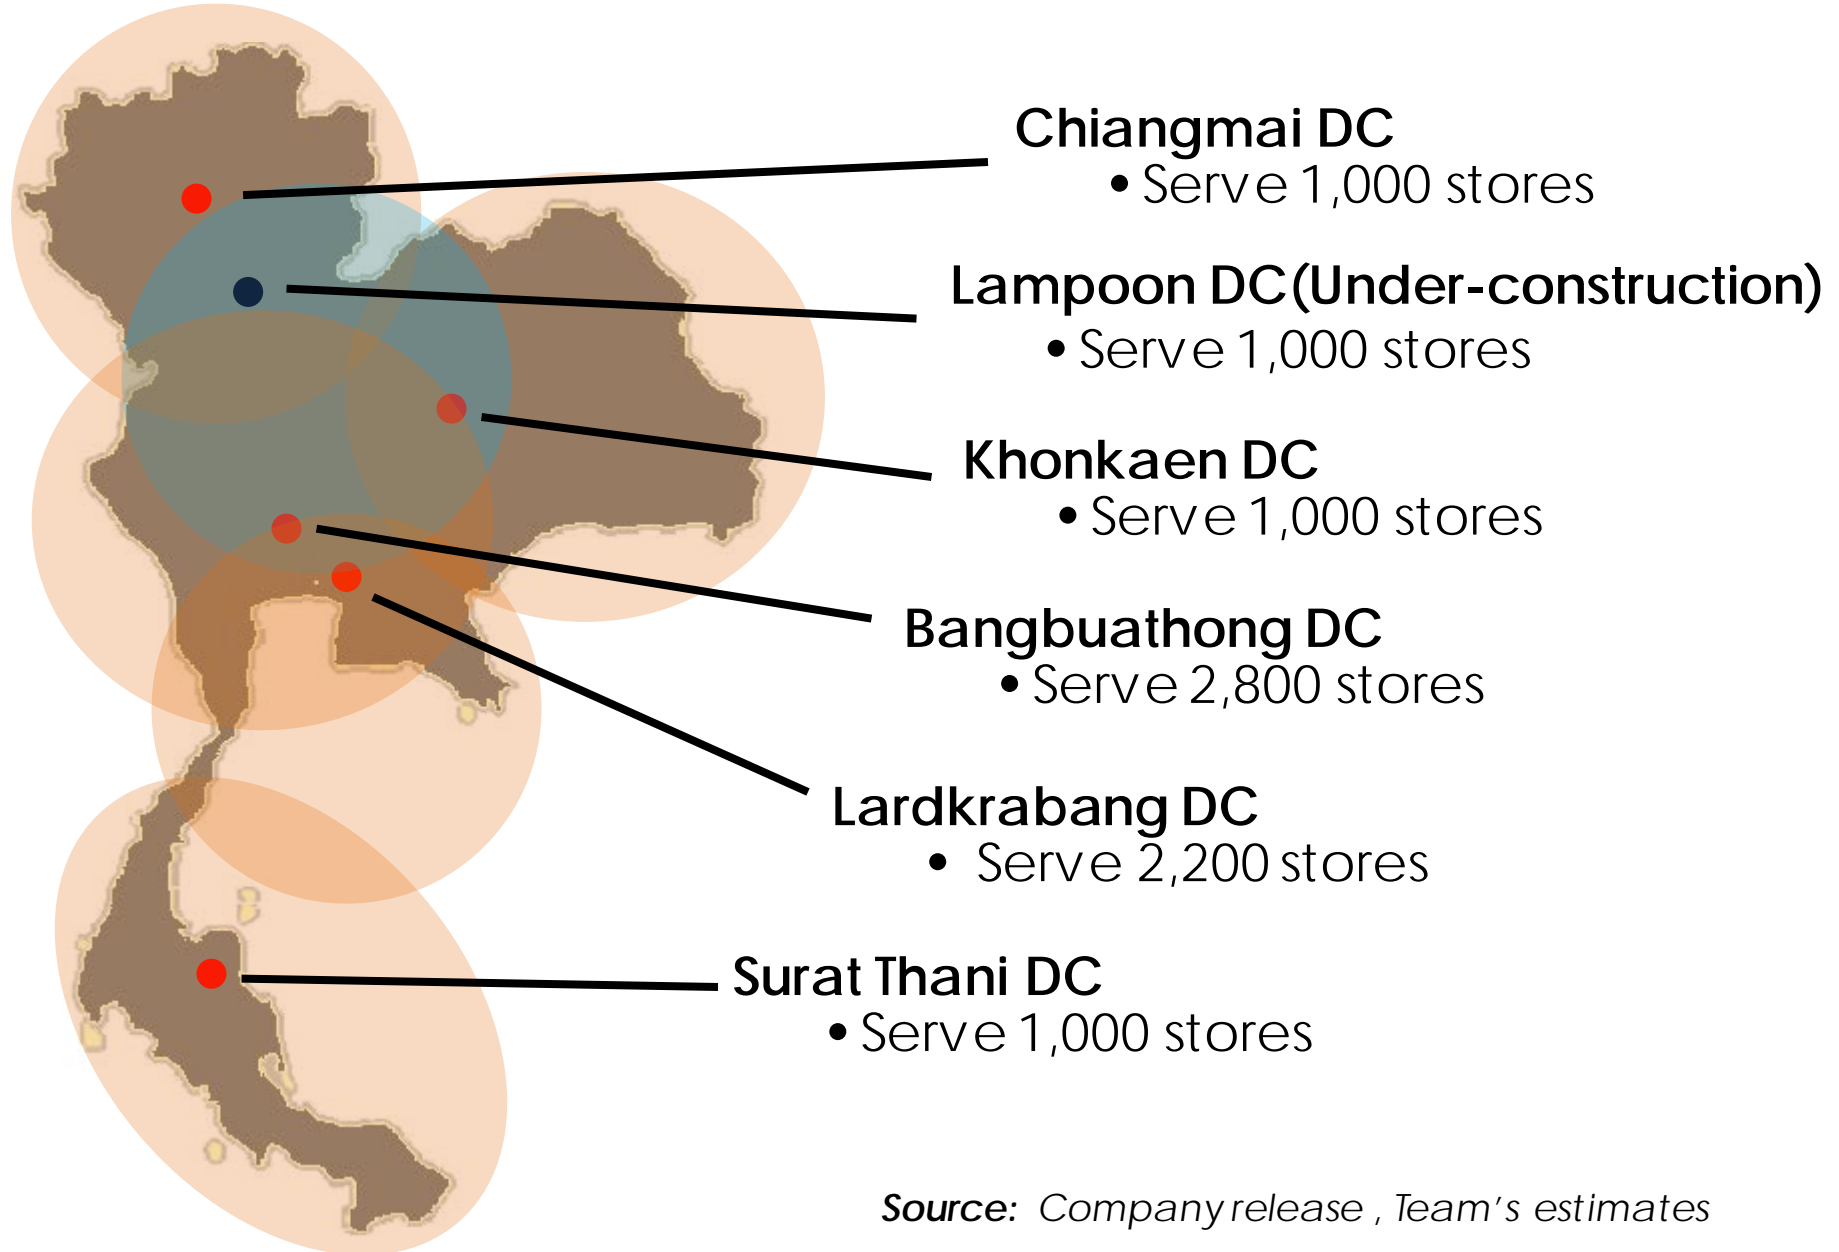 Chiangmai DC
• Serve 1,000 stores
Lampoon DC(Under-construction)
• Serve 1,000 stores
Khonkaen DC
• Serve 1,000 stores
Bangbuathong DC
• Serve 2,800 stores
Lardkrabang DC
• Serve 2,200 stores
Surat Thani DC
• Serve 1,000 stores
Source: Company release , Team's estimates